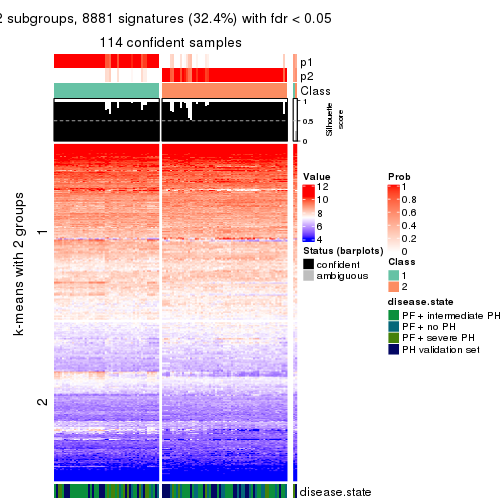 2 subgroups, 8881 signatures (32.4%) with fdr < 0.05
114 confident samples
p1
p2
Class
1
0.5
0
Silhouette
score
k-means with 2 groups
1
2
Value
12
10
8
6
4
Status (barplots)
confident
ambiguous
Prob
1
0.8
0.6
0.4
0.2
0
Class
1
2
disease.state
PF + intermediate PH
PF + no PH
PF + severe PH
PH validation set
disease.state